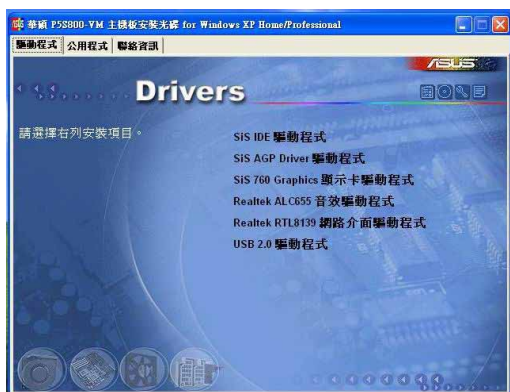 華碩 P5S800-VM 主機板安裝光碟 for Windows XP Home/Professional
驅動程式 公用程式 聯絡資訊
ASUS
Drivers
請選擇右列安裝項目。
SiS IDE 驅動程式
SiS AGP Driver 驅動程式
SiS 760 Graphics 顯示卡驅動程式
Realtek ALC655 音效驅動程式
Realtek RTL8139 網路介面驅動程式
USB 2.0 驅動程式